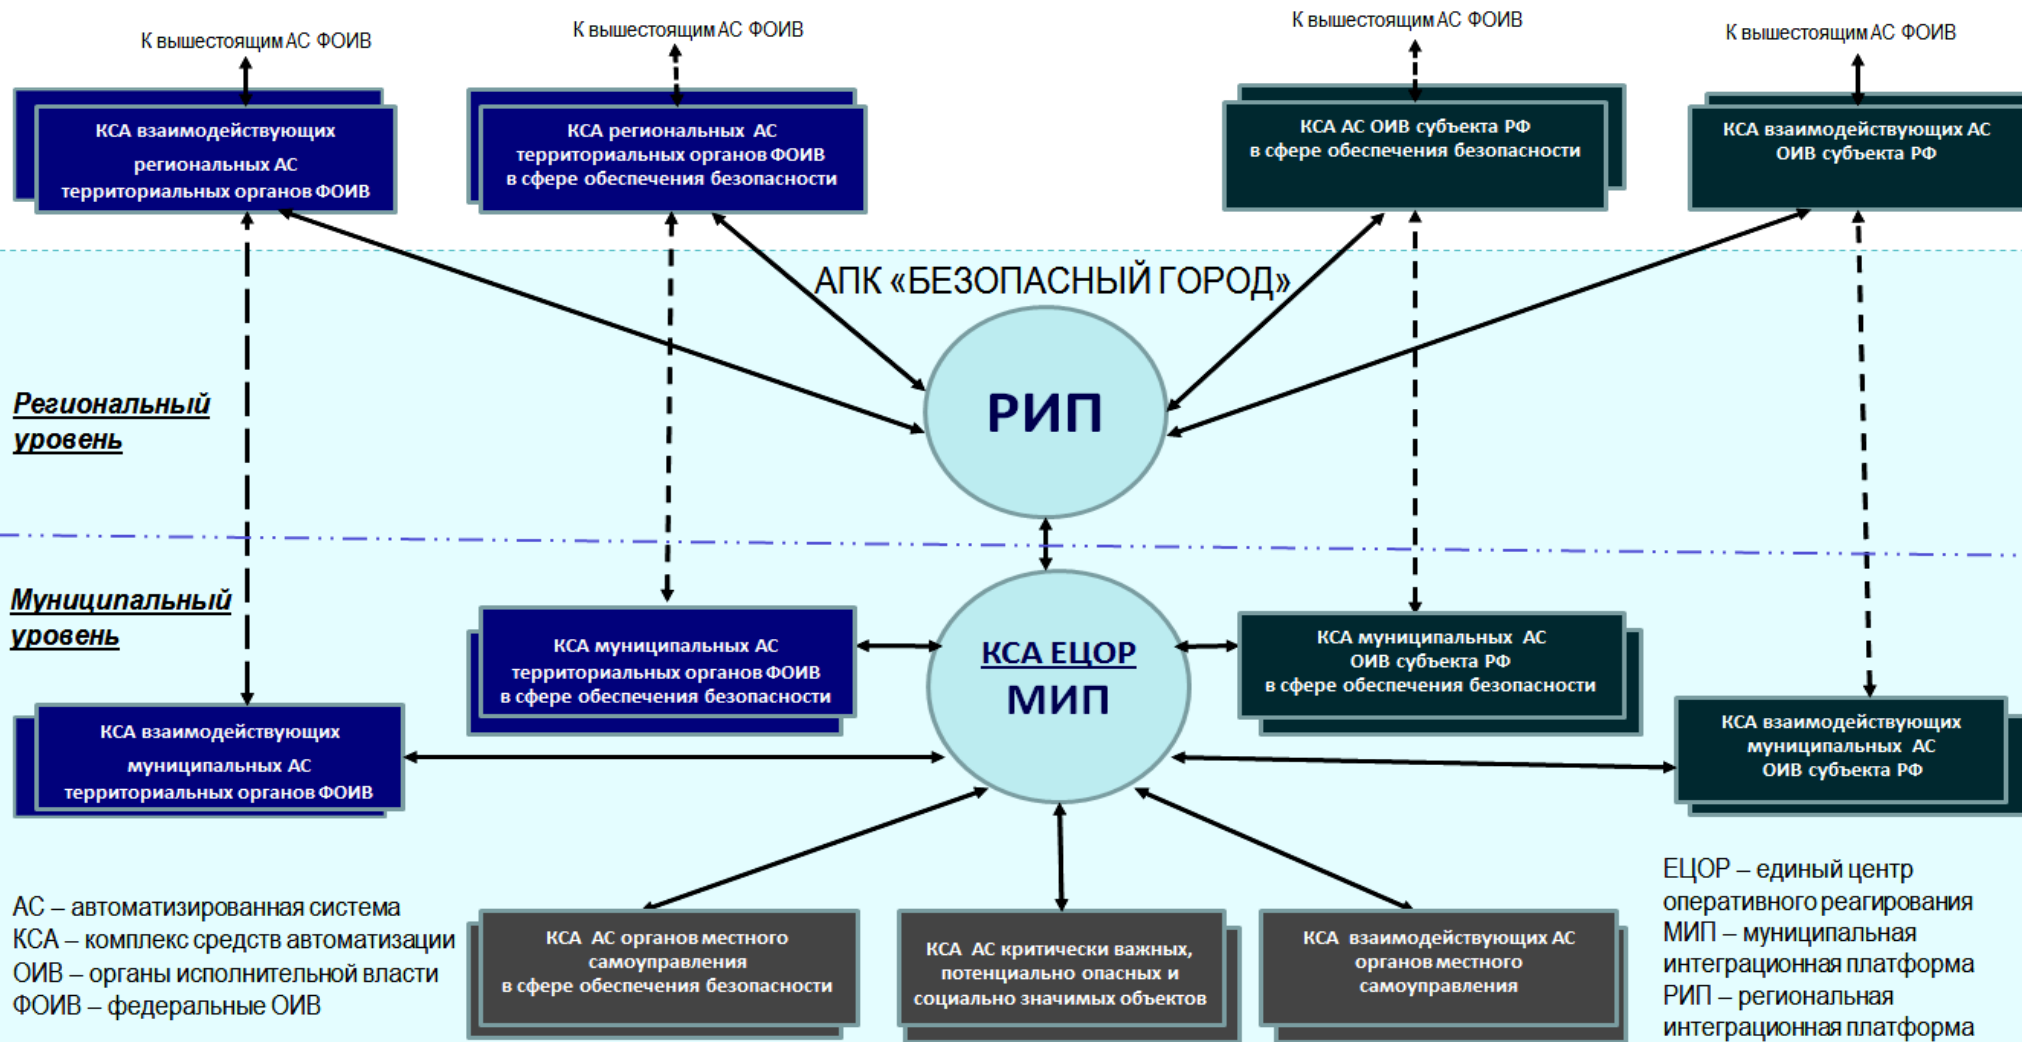 К вышестоящим АС ФОИВ
К вышестоящим АС ФОИВ
К вышестоящим АС ФОИВ
К вышестоящим АС ФОИВ
КСА взаимодействующих
региональных АС
территориальных органов ФОИВ
КСА региональных АС
территориальных органов ФОИВ
в сфере обеспечения безопасности
КСА АС ОИВ субъекта РФ
в сфере обеспечения безопасности
КСА взаимодействующих АС
ОИВ субъекта РФ
АПК «БЕЗОПАСНЫЙ ГОРОД»
РИП
Региональный
уровень
Муниципальный
уровень
КСА муниципальных АС
территориальных органов ФОИВ
в сфере обеспечения безопасности
КСА ЕЦОР
МИП
КСА муниципальных АС
ОИВ субъекта РФ
в сфере обеспечения безопасности
КСА взаимодействующих
муниципальных АС
территориальных органов ФОИВ
КСА взаимодействующих
муниципальных АС
ОИВ субъекта РФ
АС – автоматизированная система
КСА – комплекс средств автоматизации
ОИВ – органы исполнительной власти
ФОИВ – федеральные ОИВ
КСА АС органов местного
самоуправления
в сфере обеспечения безопасности
КСА АС критически важных,
потенциально опасных и
социально значимых объектов
КСА взаимодействующих АС
органов местного
самоуправления
ЕЦОР – единый центр
оперативного реагирования
МИП – муниципальная
интеграционная платформа
РИП – региональная
интеграционная платформа